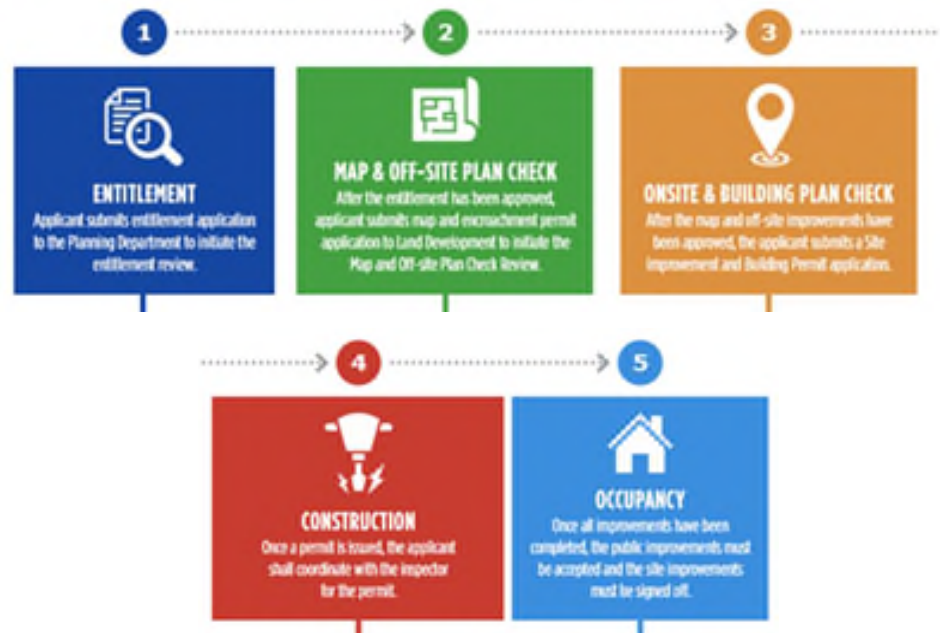 1
2
3
ENTITLEMENT
Applicant submits entitlement application
to the Planning Department to initiate the
entitlement review.
MAP & OFF-SITE PLAN CHECK
After the entitlement has been approved,
applicant submits map and encroachment permit
application to Land Development to initiate the
Map and Off-site Plan Check Review.
ONSITE & BUILDING PLAN CHECK
After the map and off-site improvements have
been approved, the applicant submits a Site
improvement and Building Permit application.
4
5
CONSTRUCTION
Once a permit is issued, the applicant
shall coordinate with the inspector
for the permit.
OCCUPANCY
Once all improvements have been
completed, the public improvements must
be accepted and the site improvements
must be signed off.